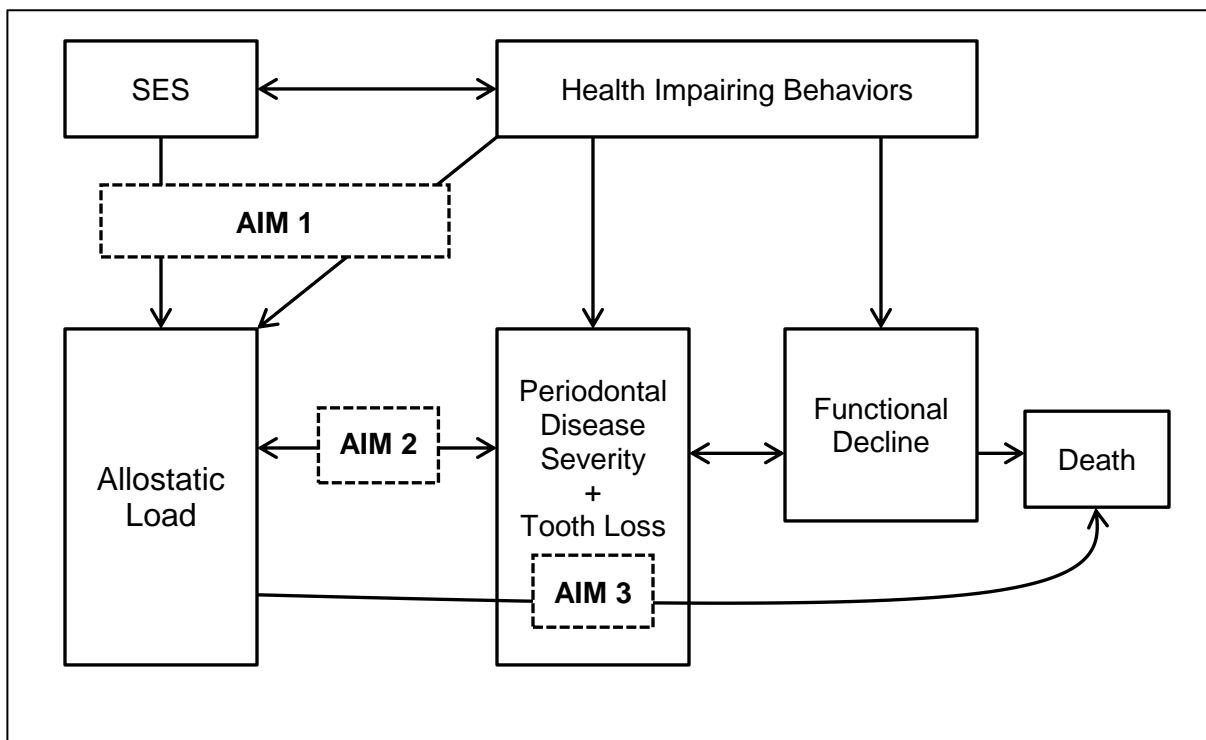 SES
Health Impairing Behaviors
AIM 1
Allostatic
Load
AIM 2
Periodontal
Disease
Severity
+
Tooth Loss
AIM 3
Functional
Decline
Death